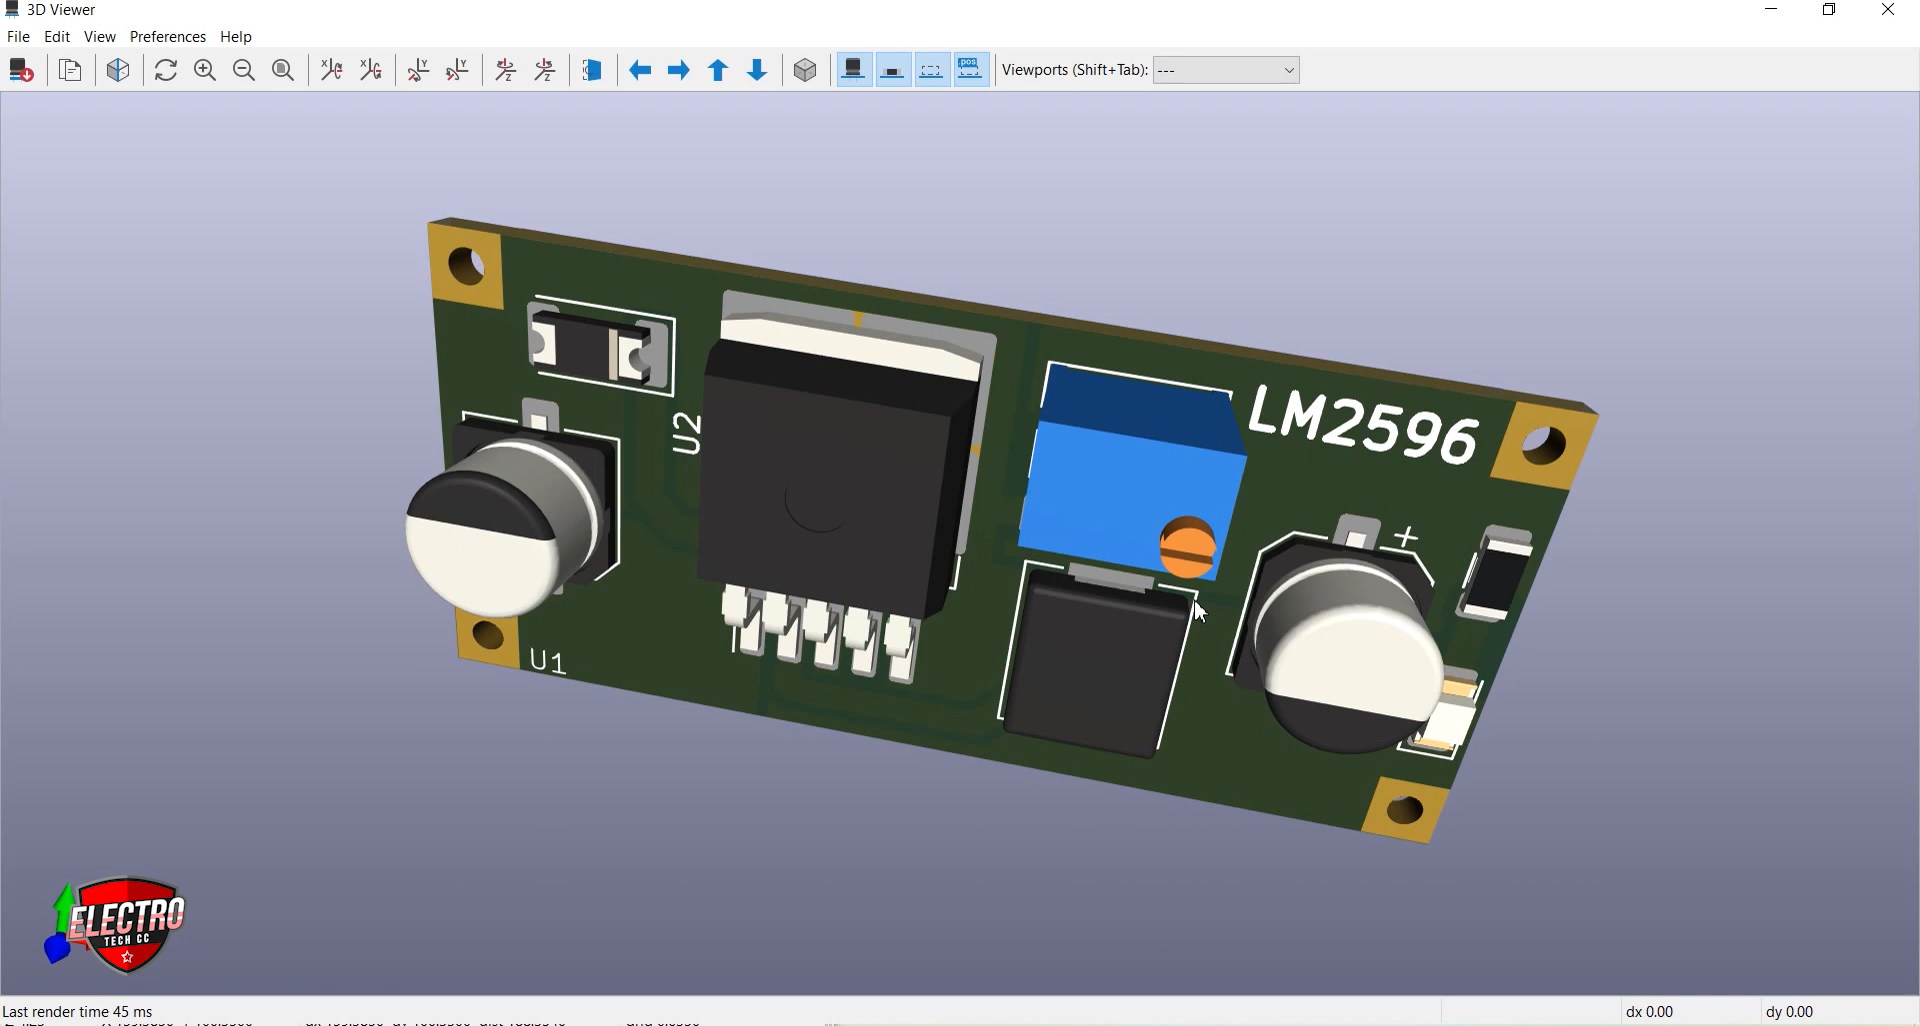 3D Viewer
File Edit View Preferences Help
Viewports (Shift+Tab): ---
LM2596
U2
+
U1
ELECTRO
TECH CC
Last render time 45 ms
dx 0.00
dy 0.00